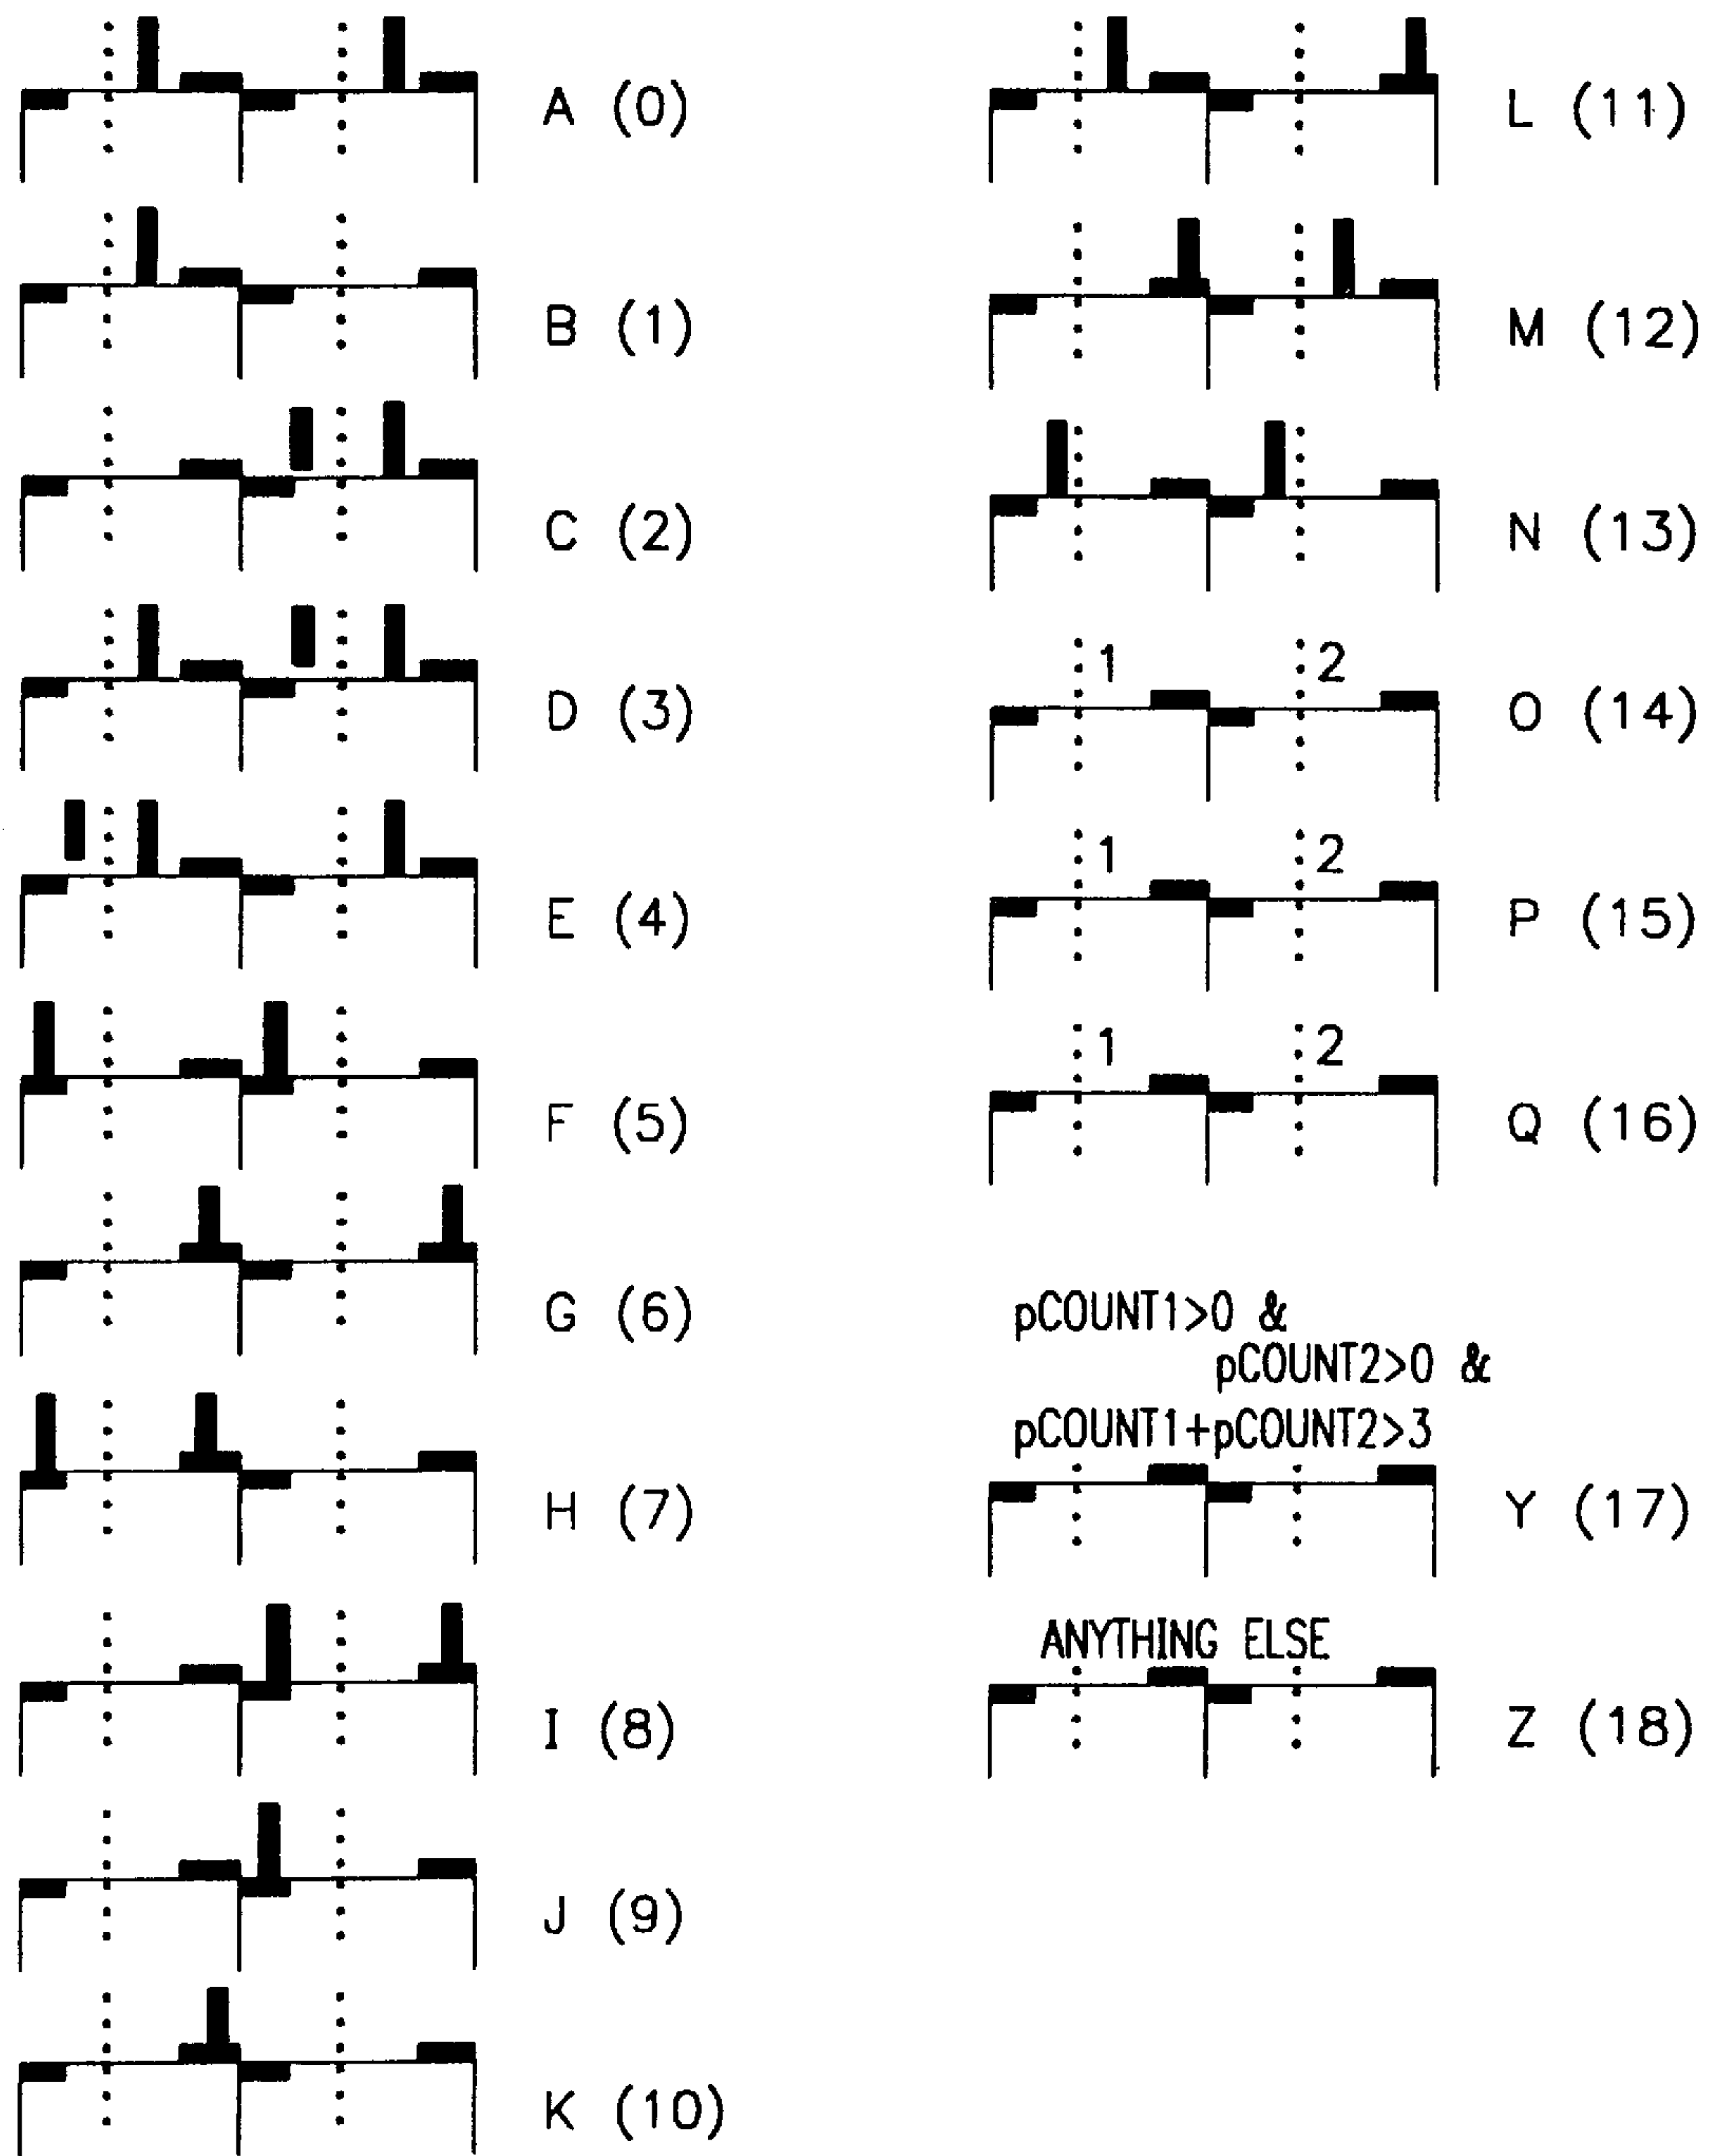 A (0)
B (1)
C (2)
D (3)
E (4)
F (5)
G (6)
H (7)
I (8)
J (9)
K (10)
L (11)
M (12)
N (13)
1 2
O (14)
1 2
P (15)
1 2
Q (16)
pCOUNT1>0 &
pCOUNT2>0 &
pCOUNT1+pCOUNT2>3
Y (17)
ANYTHING ELSE
Z (18)